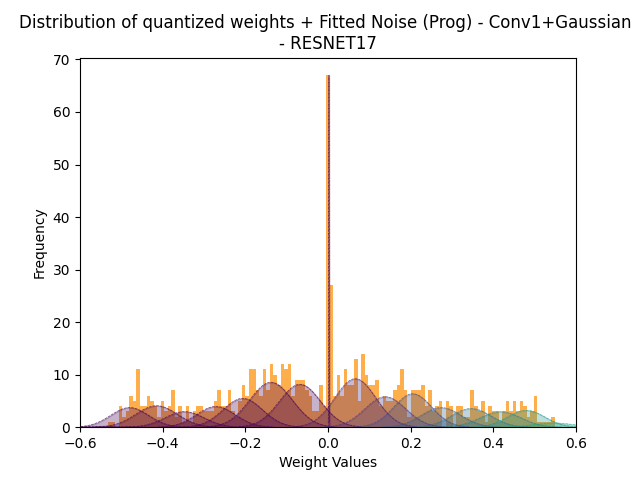 Distribution of quantized weights + Fitted Noise (Prog) - Conv1+Gaussian
- RESNET17
70
60
50
40
30
20
10
0
Frequency
−0.6 −0.4 −0.2 0.0 0.2 0.4 0.6
Weight Values